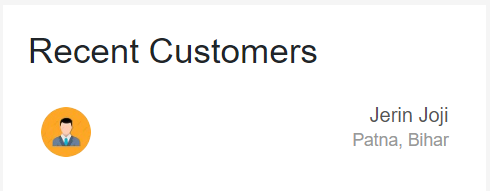 Recent Customers
Jerin Joji
Patna, Bihar